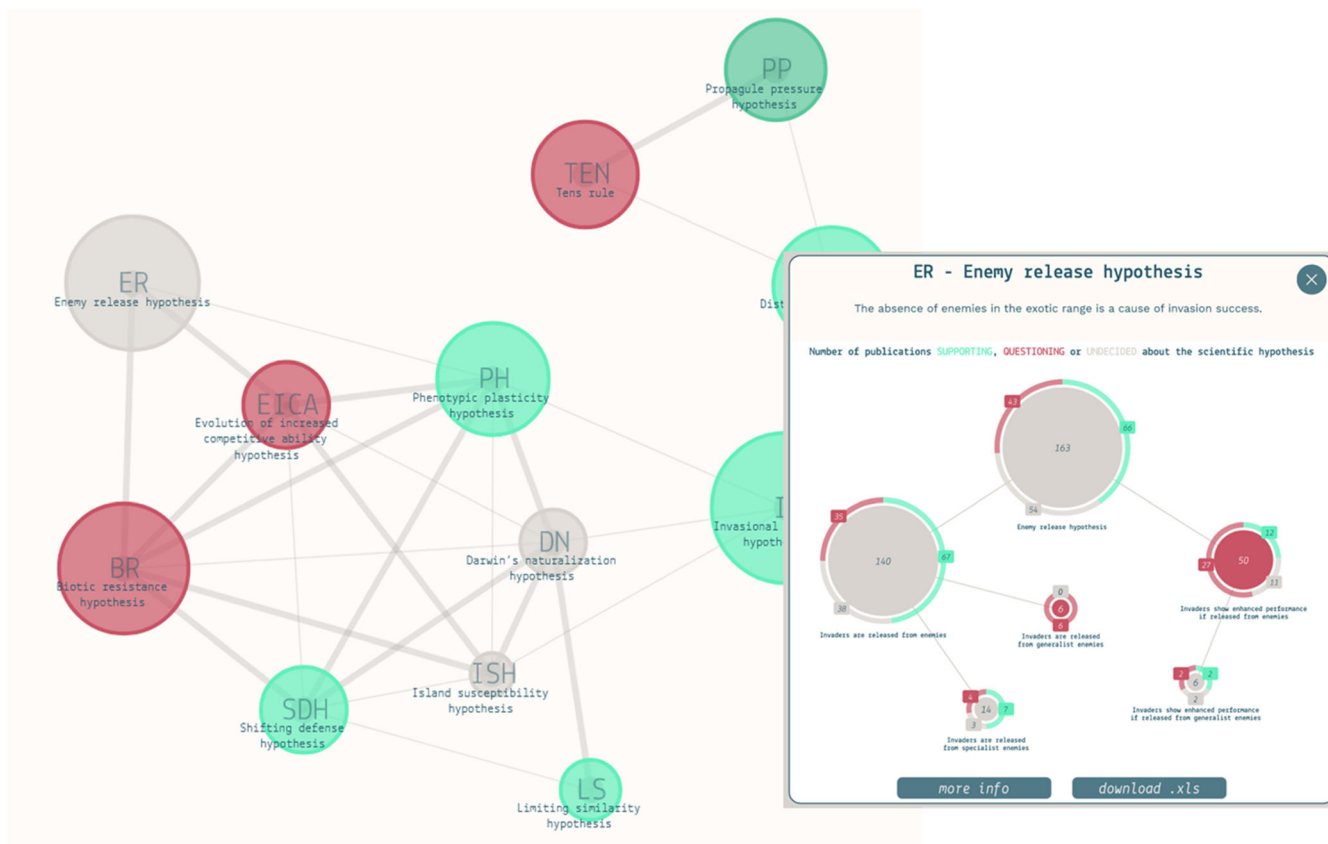 PP
Propagule pressure
hypothesis
TEN
Tens rule
ER
Enemy release hypothesis
Dist
EICA
Evolution of increased
competitive ability
hypothesis
PH
Phenotypic plasticity
hypothesis
I
Invasional
hypoth
BR
Biotic resistance
hypothesis
DN
Darwin's naturalization
hypothesis
ISH
Island susceptibility
hypothesis
SDH
Shifting defense
hypothesis
LS
Limiting similarity
hypothesis
ER - Enemy release hypothesis
The absence of enemies in the exotic range is a cause of invasion success.
Number of publications SUPPORTING, QUESTIONING or UNDECIDED about the scientific hypothesis
43
66
163
54
Enemy release hypothesis
35
67
140
38
Invaders are released from enemies
12
50
27
11
Invaders show enhanced performance
if released from enemies
0
6
6
Invaders are released
from generalist enemies
4
14
7
3
Invaders are released
from specialist enemies
2
2
6
2
Invaders show enhanced performance
if released from generalist enemies
more info
download .xls